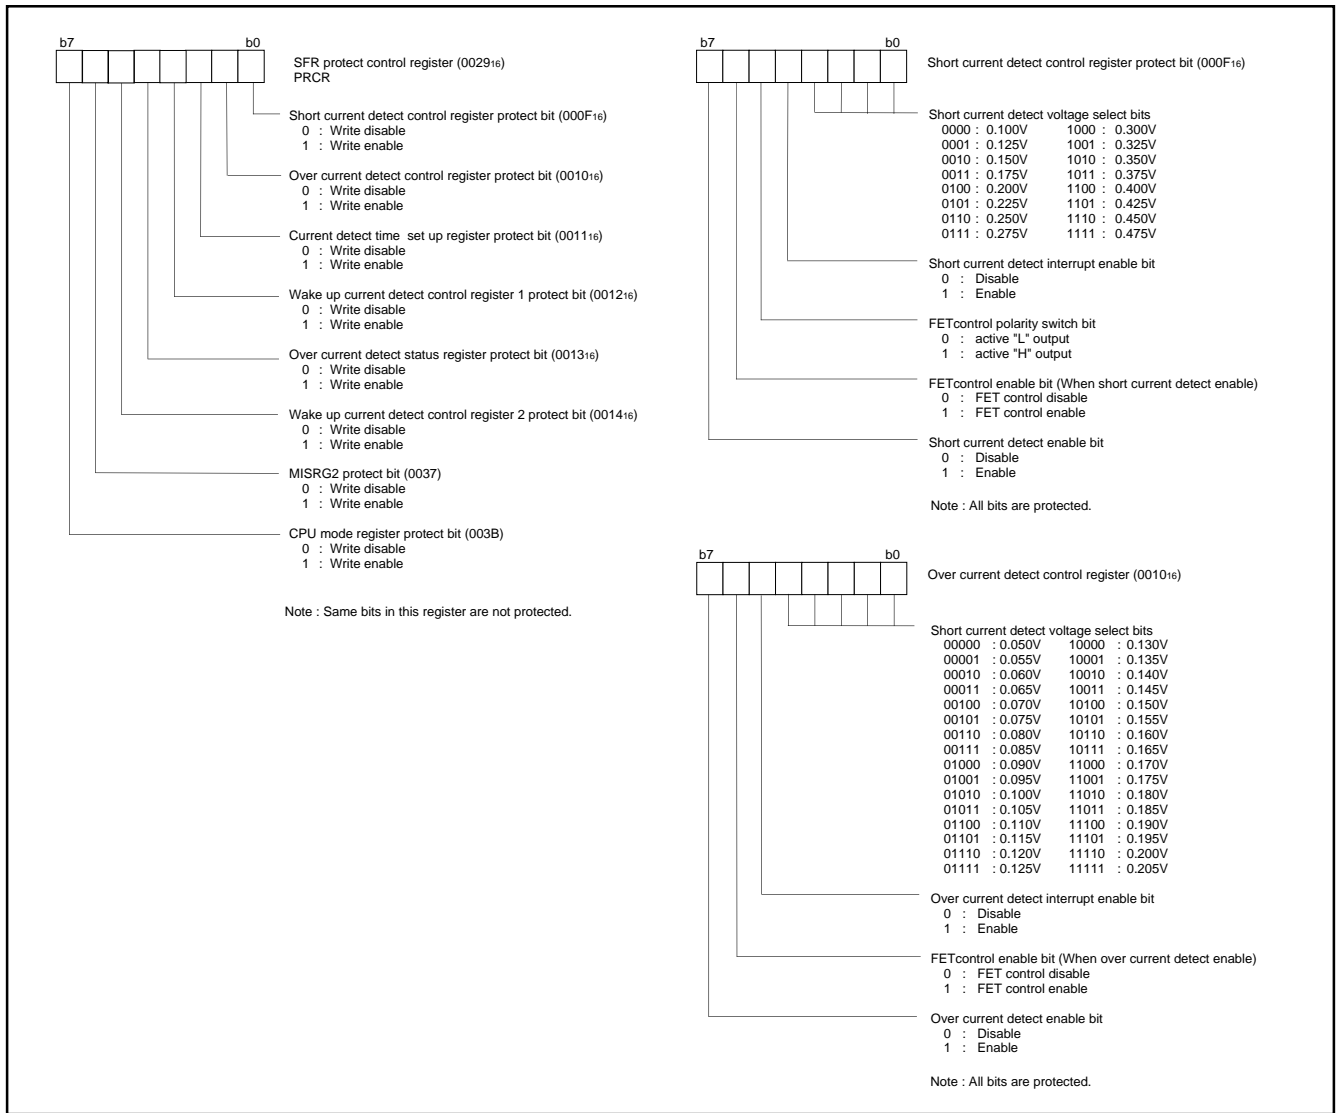 b7 b0
SFR protect control register (002916)
PRCR
Short current detect control register protect bit (000F16)
0 : Write disable
1 : Write enable
Over current detect control register protect bit (001016)
0 : Write disable
1 : Write enable
Current detect time set up register protect bit (001116)
0 : Write disable
1 : Write enable
Wake up current detect control register 1 protect bit (001216)
0 : Write disable
1 : Write enable
Over current detect status register protect bit (001316)
0 : Write disable
1 : Write enable
Wake up current detect control register 2 protect bit (001416)
0 : Write disable
1 : Write enable
MISRG2 protect bit (0037)
0 : Write disable
1 : Write enable
CPU mode register protect bit (003B)
0 : Write disable
1 : Write enable
Note : Same bits in this register are not protected.
b7 b0
Short current detect control register protect bit (000F16)
Short current detect voltage select bits
0000 : 0.100V 1000 : 0.300V
0001 : 0.125V 1001 : 0.325V
0010 : 0.150V 1010 : 0.350V
0011 : 0.175V 1011 : 0.375V
0100 : 0.200V 1100 : 0.400V
0101 : 0.225V 1101 : 0.425V
0110 : 0.250V 1110 : 0.450V
0111 : 0.275V 1111 : 0.475V
Short current detect interrupt enable bit
0 : Disable
1 : Enable
FETcontrol polarity switch bit
0 : active "L" output
1 : active "H" output
FETcontrol enable bit (When short current detect enable)
0 : FET control disable
1 : FET control enable
Short current detect enable bit
0 : Disable
1 : Enable
Note : All bits are protected.
b7 b0
Over current detect control register (001016)
Short current detect voltage select bits
00000 : 0.050V 10000 : 0.130V
00001 : 0.055V 10001 : 0.135V
00010 : 0.060V 10010 : 0.140V
00011 : 0.065V 10011 : 0.145V
00100 : 0.070V 10100 : 0.150V
00101 : 0.075V 10101 : 0.155V
00110 : 0.080V 10110 : 0.160V
00111 : 0.085V 10111 : 0.165V
01000 : 0.090V 11000 : 0.170V
01001 : 0.095V 11001 : 0.175V
01010 : 0.100V 11010 : 0.180V
01011 : 0.105V 11011 : 0.185V
01100 : 0.110V 11100 : 0.190V
01101 : 0.115V 11101 : 0.195V
01110 : 0.120V 11110 : 0.200V
01111 : 0.125V 11111 : 0.205V
Over current detect interrupt enable bit
0 : Disable
1 : Enable
FETcontrol enable bit (When over current detect enable)
0 : FET control disable
1 : FET control enable
Over current detect enable bit
0 : Disable
1 : Enable
Note : All bits are protected.